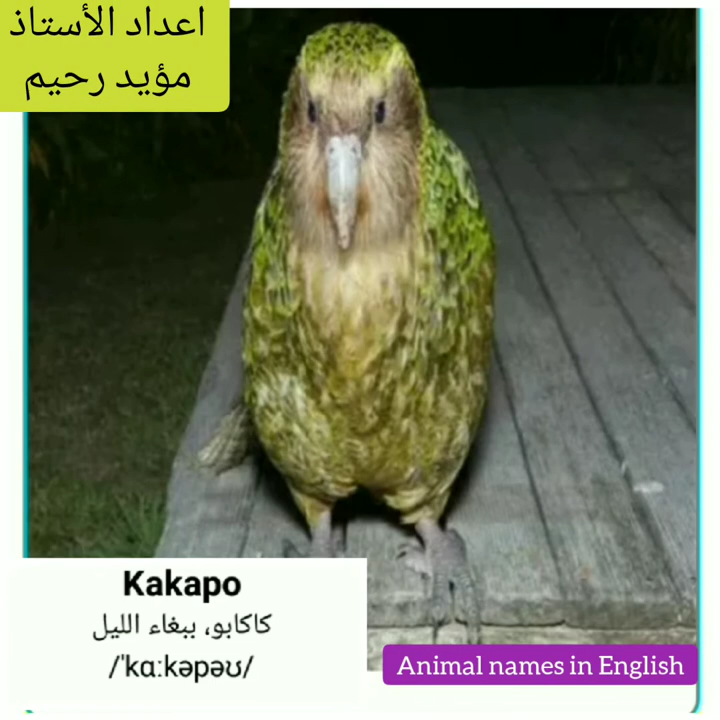 اعداد الأستاذ
مؤيد رحيم
Kakapo
كاكابو، ببغاء الليل
/ˈkɑːkəpəʊ/
Animal names in English